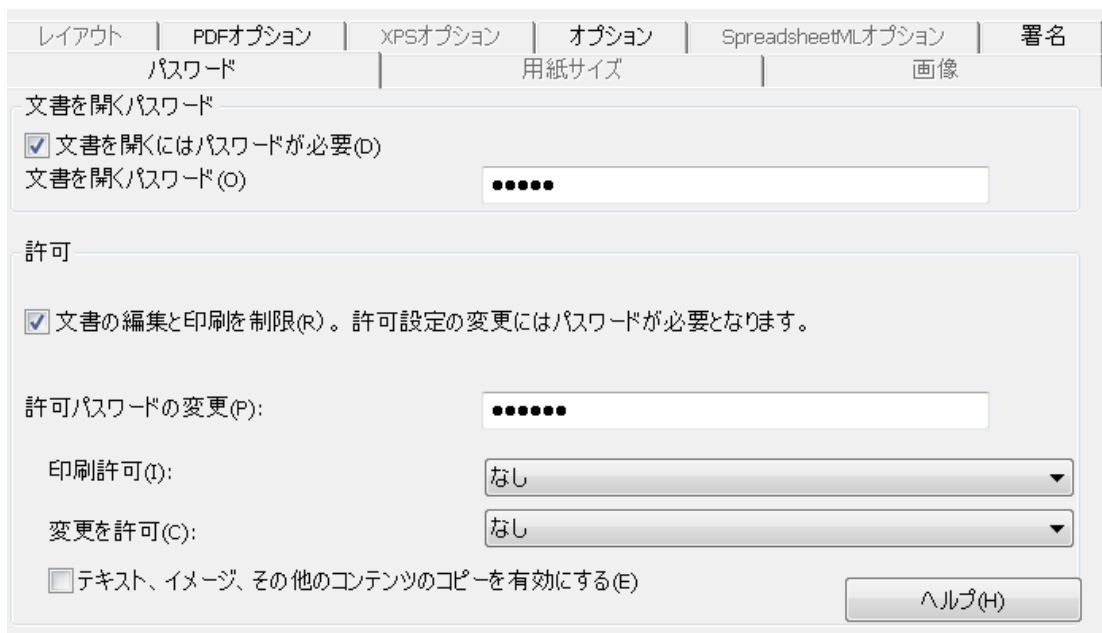 レイアウト PDFオプション XPSオプション オプション SpreadsheetMLオプション 署名
パスワード 用紙サイズ 画像
文書を開くパスワード
文書を開くにはパスワードが必要(D)
文書を開くパスワード(O) ●●●●●
許可
文書の編集と印刷を制限(R)。許可設定の変更にはパスワードが必要となります。
許可パスワードの変更(P): ●●●●●●
印刷許可(I): なし
変更を許可(C): なし
テキスト、イメージ、その他のコンテンツのコピーを有効にする(E)
ヘルプ(H)